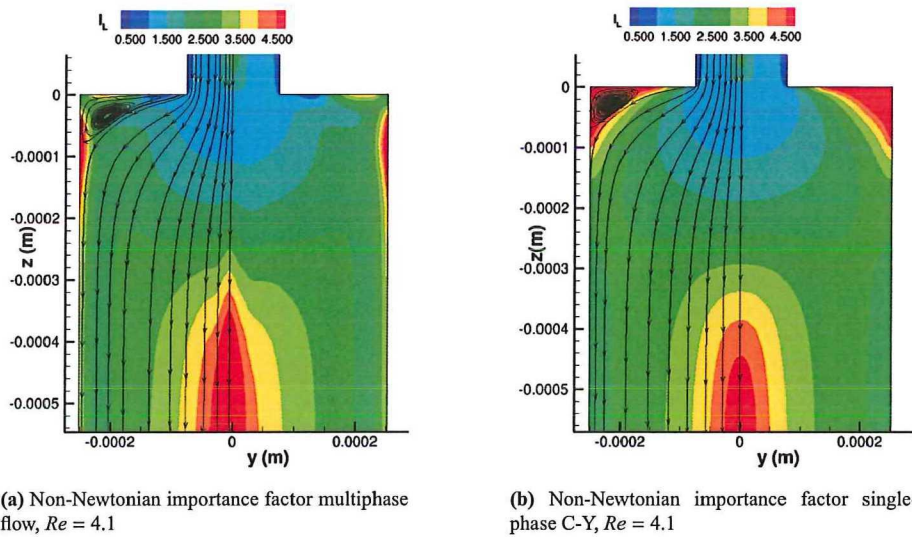 I_L
0.500 1.500 2.500 3.500 4.500
0
-0.0001
-0.0002
-0.0003
-0.0004
-0.0005
z (m)
-0.0002 0 0.0002
y (m)
(a) Non-Newtonian importance factor multiphase
flow, Re = 4.1
I_L
0.500 1.500 2.500 3.500 4.500
0
-0.0001
-0.0002
-0.0003
-0.0004
-0.0005
z(m)
-0.0002 0 0.0002
y (m)
(b) Non-Newtonian importance factor single
phase C-Y, Re = 4.1